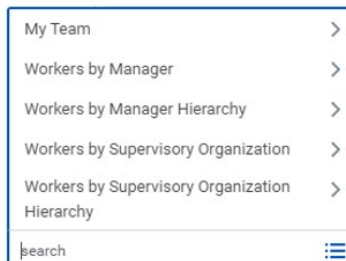 My Team
Workers by Manager
Workers by Manager Hierarchy
Workers by Supervisory Organization
Workers by Supervisory Organization
Hierarchy
search